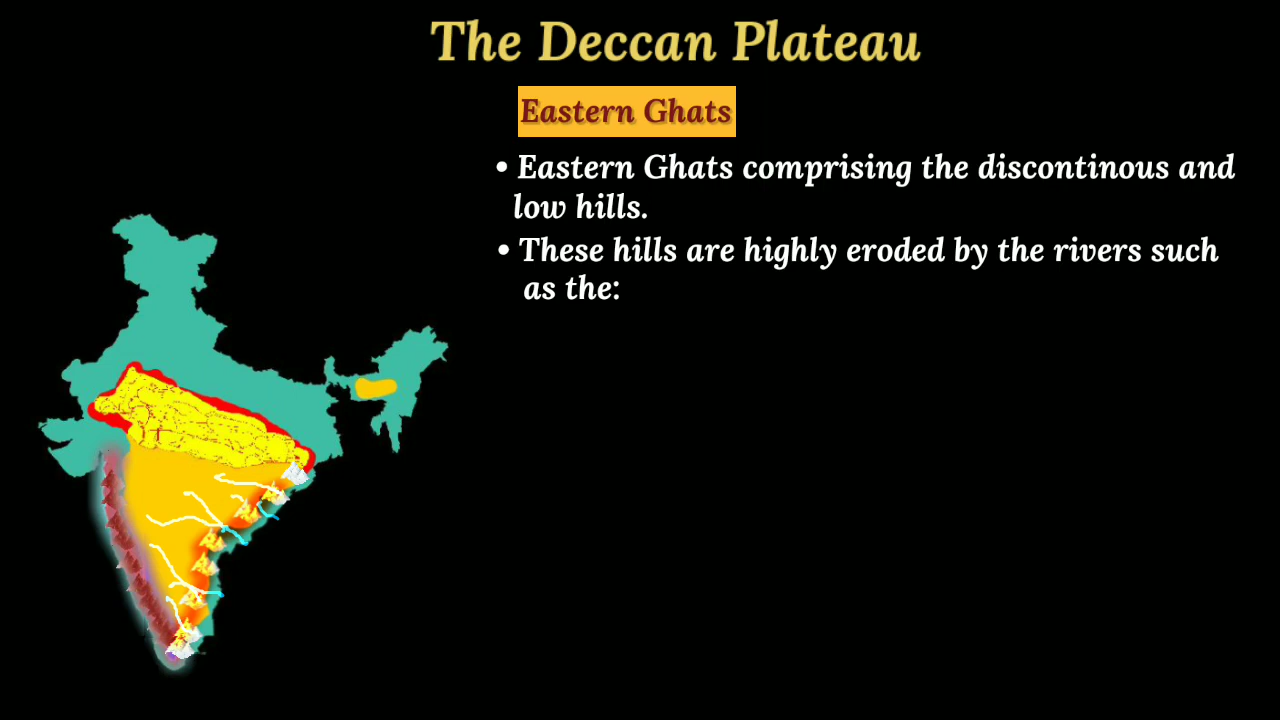 The Deccan Plateau
Eastern Ghats
• Eastern Ghats comprising the discontinous and
low hills.
• These hills are highly eroded by the rivers such
as the: